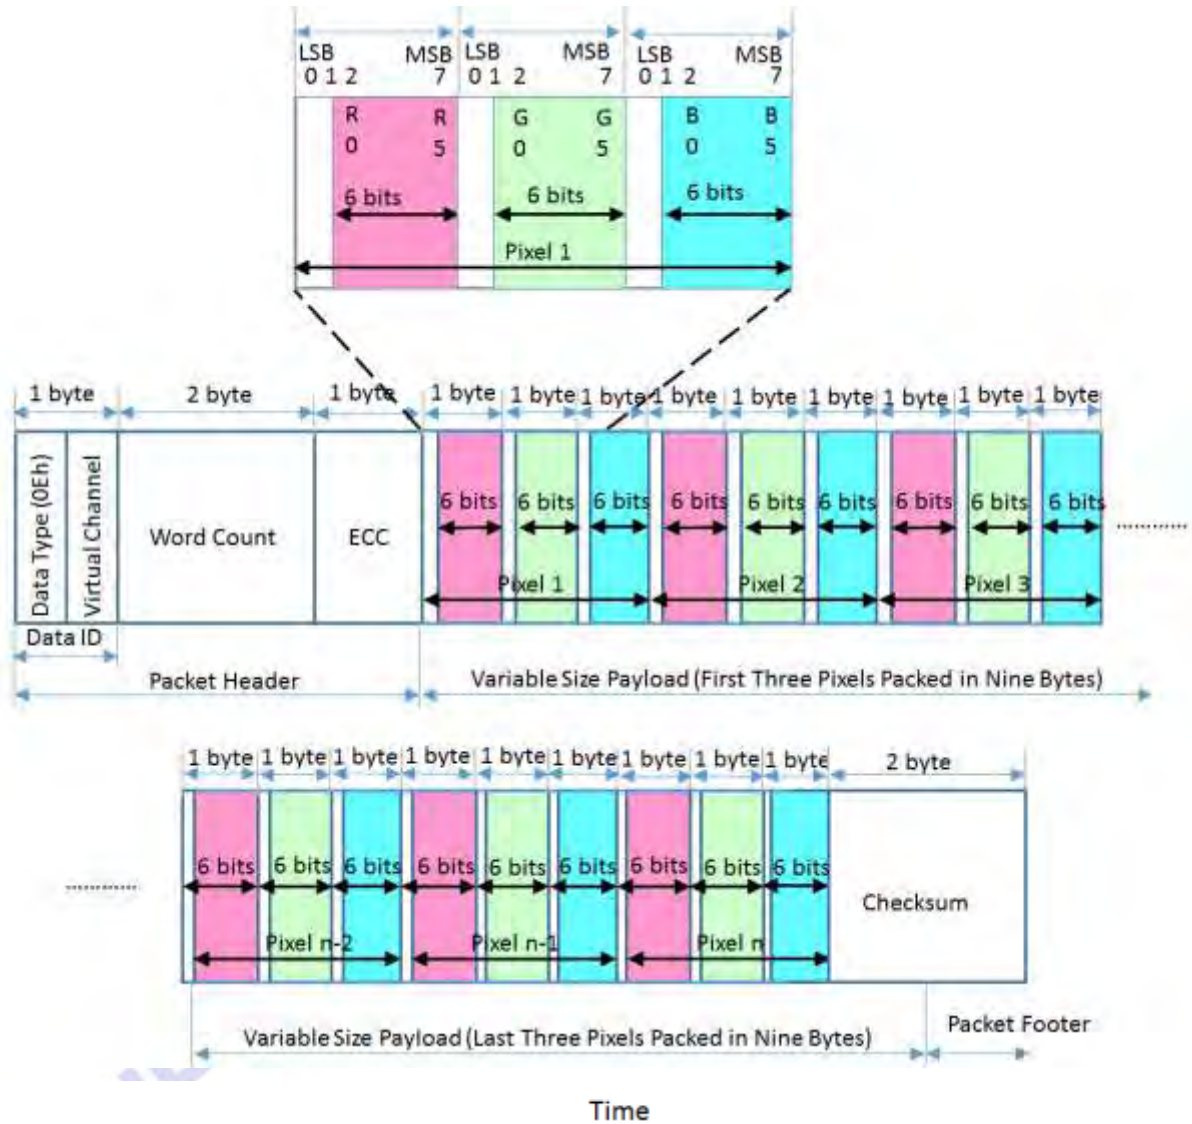 LSB MSB LSB MSB LSB MSB
0 1 2 7 0 1 2 7 0 1 2 7
R R G G B B
0 5 0 5 0 5
6 bits 6 bits 6 bits
Pixel 1
1 byte 2 byte 1 byte 1 byte 1 byte 1 byte 1 byte 1 byte 1 byte 1 byte 1 byte 1 byte
Data Type (0Eh)
Virtual Channel
Word Count
ECC
6 bits 6 bits 6 bits 6 bits 6 bits 6 bits 6 bits 6 bits 6 bits
Pixel 1 Pixel 2 Pixel 3
Data ID
Packet Header
Variable Size Payload (First Three Pixels Packed in Nine Bytes)
1 byte 1 byte 1 byte 1 byte 1 byte 1 byte 1 byte 1 byte 1 byte 2 byte
6 bits 6 bits 6 bits 6 bits 6 bits 6 bits 6 bits 6 bits 6 bits
Checksum
Pixel n-2 Pixel n-1 Pixel n
Variable Size Payload (Last Three Pixels Packed in Nine Bytes)
Packet Footer
Time